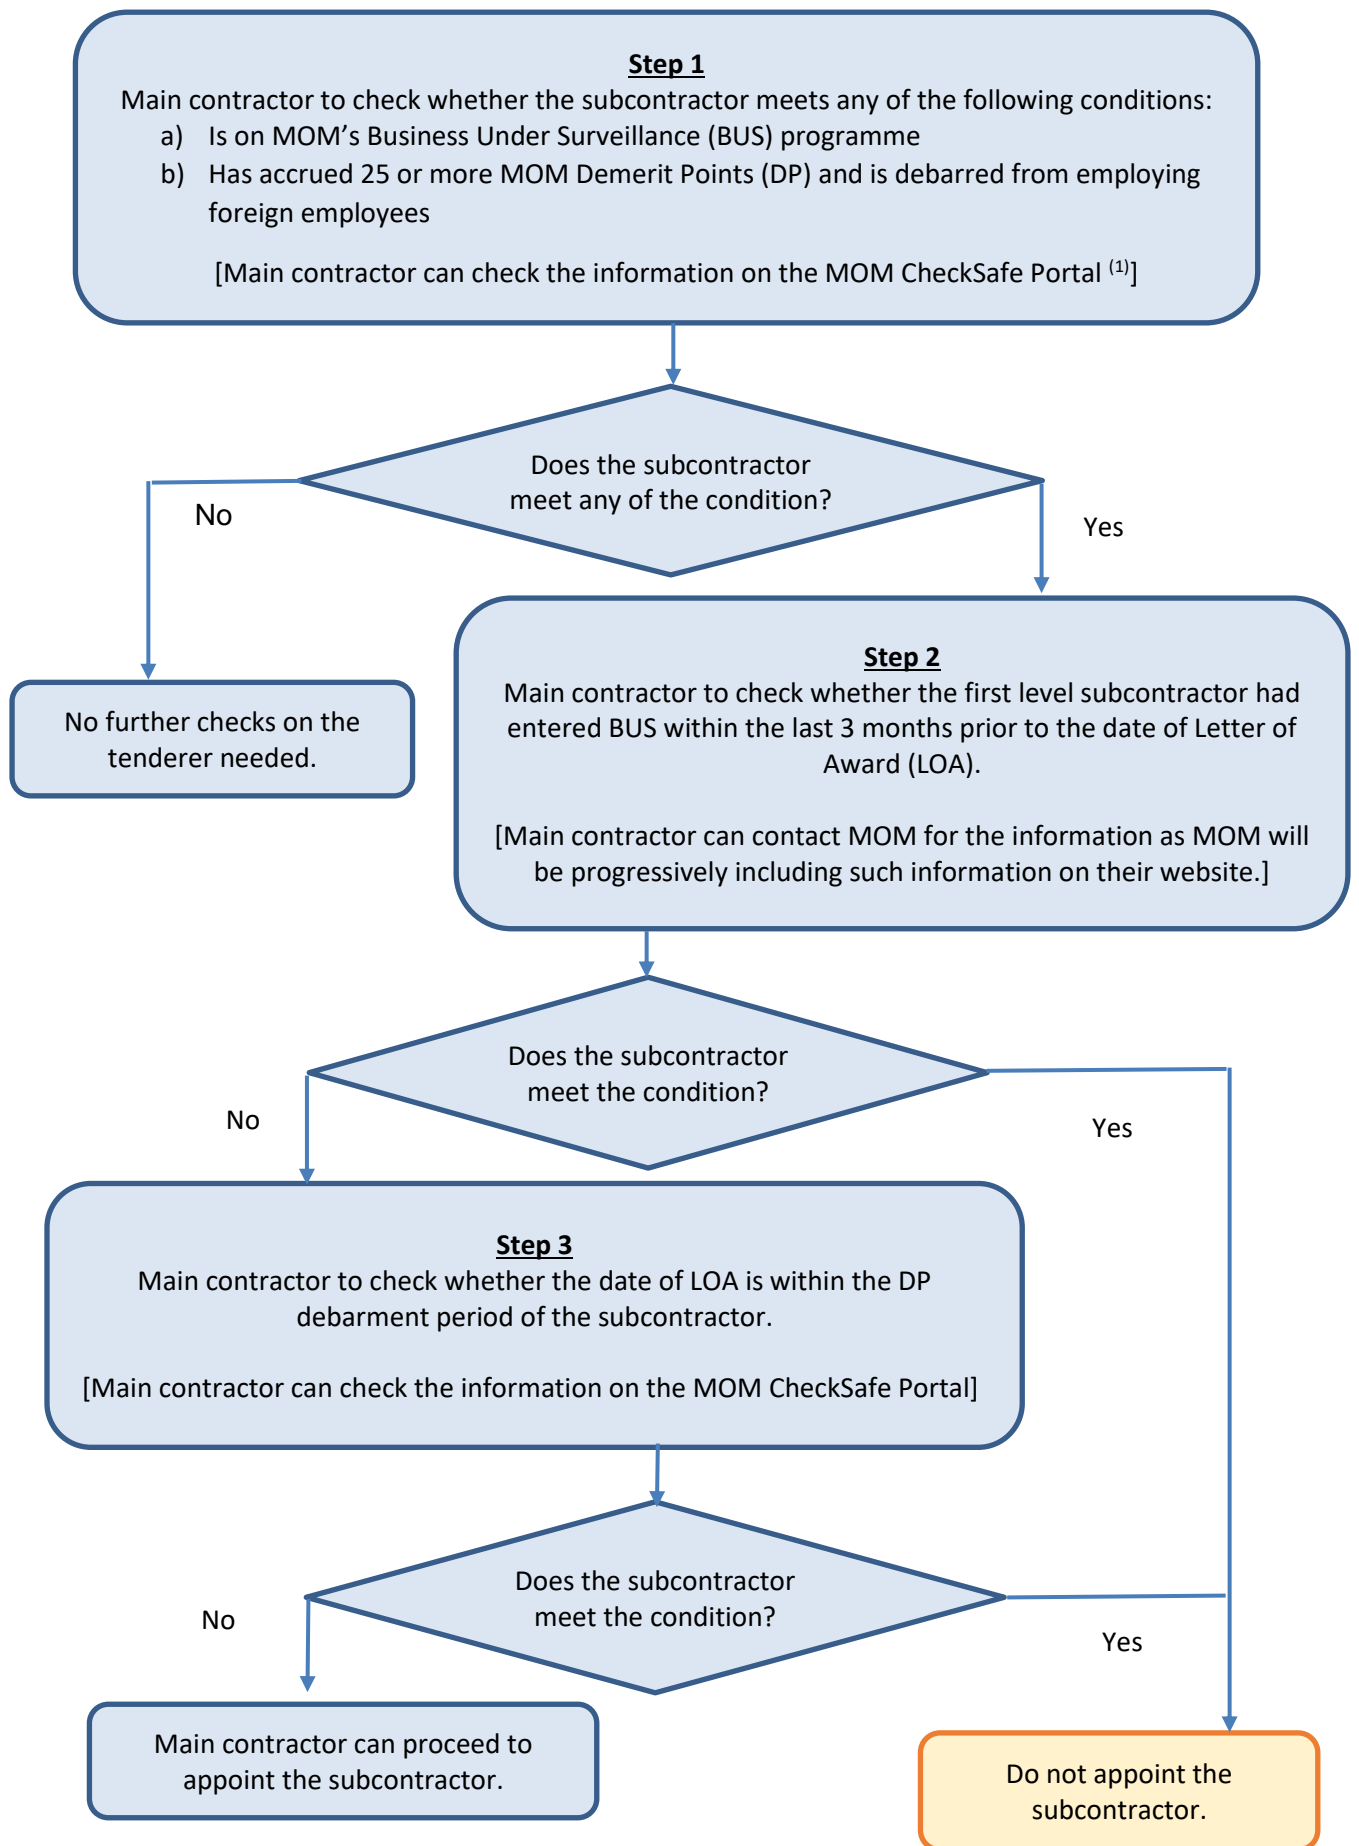 Step 1
Main contractor to check whether the subcontractor meets any of the following conditions:
a) Is on MOM’s Business Under Surveillance (BUS) programme
b) Has accrued 25 or more MOM Demerit Points (DP) and is debarred from employing
foreign employees
[Main contractor can check the information on the MOM CheckSafe Portal (1)]
Does the subcontractor
meet any of the condition?
No
Yes
No further checks on the
tenderer needed.
Step 2
Main contractor to check whether the first level subcontractor had
entered BUS within the last 3 months prior to the date of Letter of
Award (LOA).
[Main contractor can contact MOM for the information as MOM will
be progressively including such information on their website.]
Does the subcontractor
meet the condition?
No
Yes
Step 3
Main contractor to check whether the date of LOA is within the DP
debarment period of the subcontractor.
[Main contractor can check the information on the MOM CheckSafe Portal]
Does the subcontractor
meet the condition?
No
Yes
Main contractor can proceed to
appoint the subcontractor.
Do not appoint the
subcontractor.